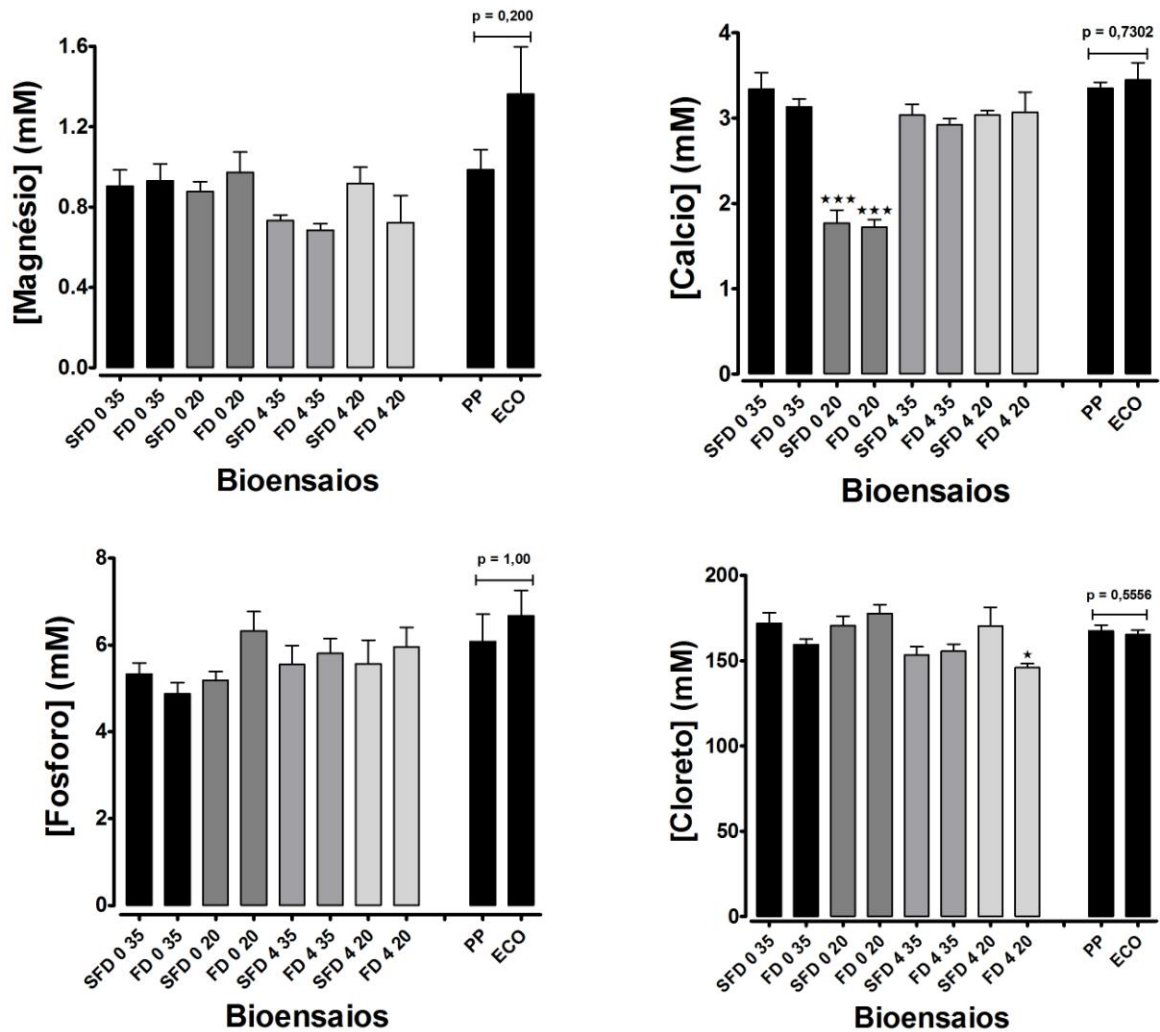 p = 0,200
[Magnésio] (mM)
1.6
1.2
0.8
0.4
0.0
SFD 0 35
FD 0 35
SFD 0 20
FD 0 20
SFD 4 35
FD 4 35
SFD 4 20
FD 4 20
PP
ECO
Bioensaios
p = 0,7302
[Calcio] (mM)
4
3
2
1
0
★★★
★★★
SFD 0 35
FD 0 35
SFD 0 20
FD 0 20
SFD 4 35
FD 4 35
SFD 4 20
FD 4 20
PP
ECO
Bioensaios
p = 1,00
[Fosforo] (mM)
8
6
4
2
0
SFD 0 35
FD 0 35
SFD 0 20
FD 0 20
SFD 4 35
FD 4 35
SFD 4 20
FD 4 20
PP
ECO
Bioensaios
p = 0,5556
[Cloreto] (mM)
200
150
100
50
0
★
SFD 0 35
FD 0 35
SFD 0 20
FD 0 20
SFD 4 35
FD 4 35
SFD 4 20
FD 4 20
PP
ECO
Bioensaios